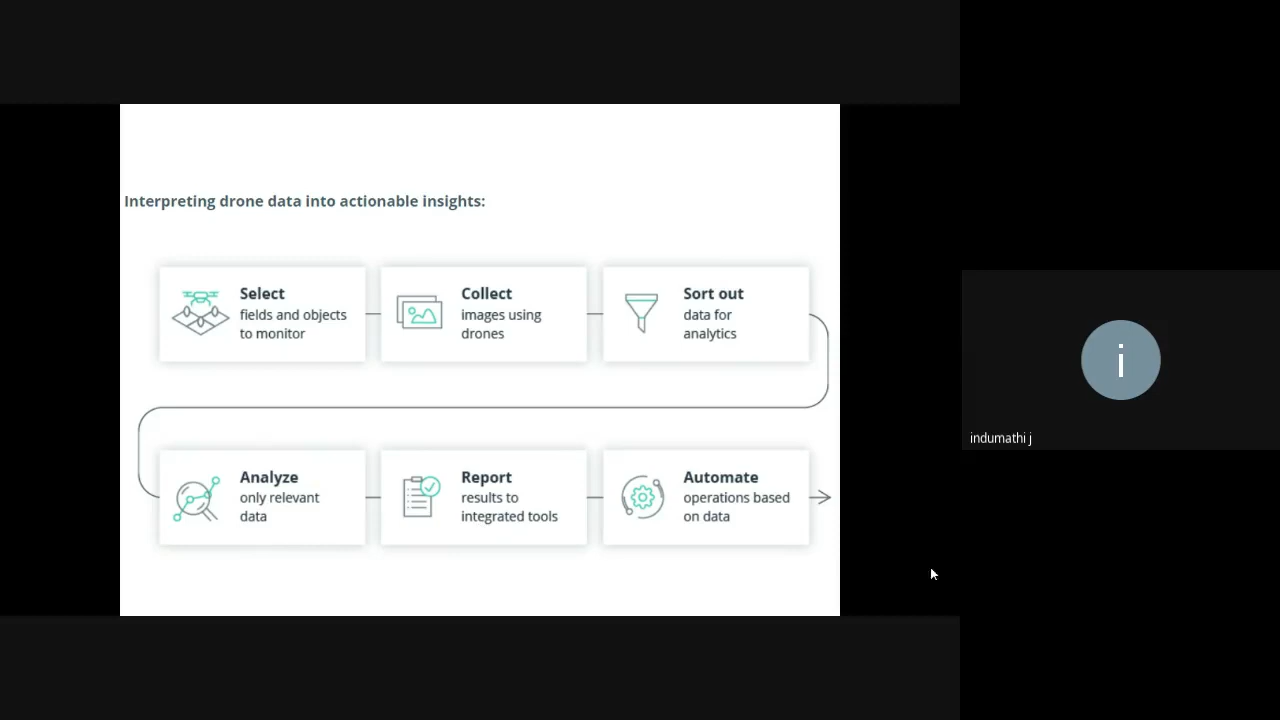 Interpreting drone data into actionable insights:
Select
fields and objects
to monitor
Collect
images using
drones
Sort out
data for
analytics
Analyze
only relevant
data
Report
results to
integrated tools
Automate
operations based
on data
i
indumathi j